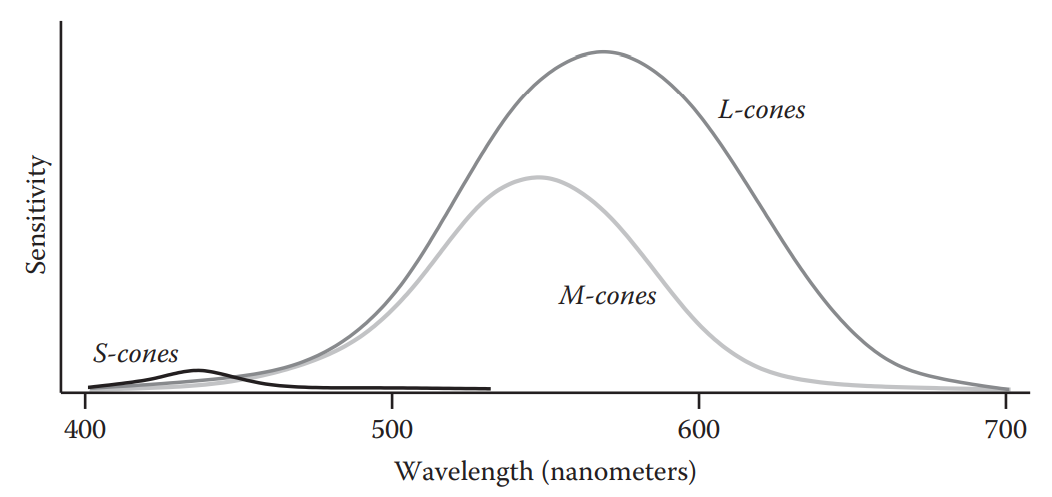 L-cones
Sensitivity
M-cones
S-cones
400 500 600 700
Wavelength (nanometers)